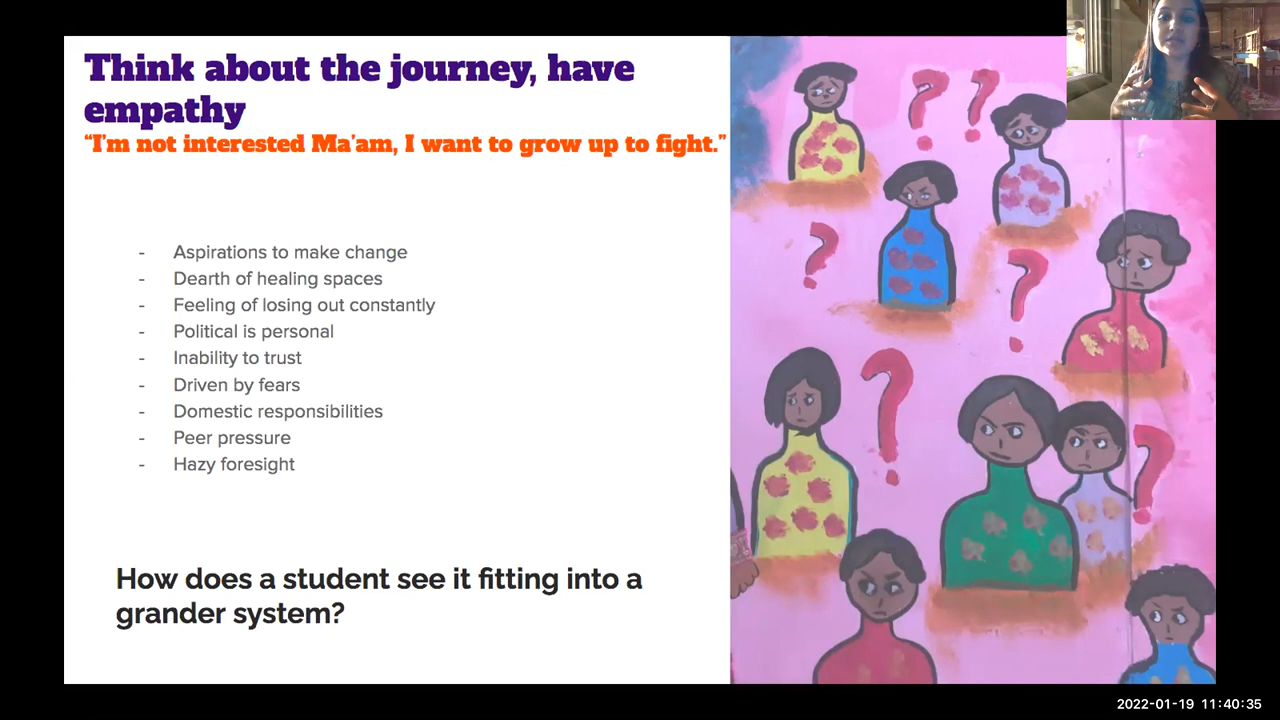 Think about the journey, have
empathy
“I'm not interested Ma'am, I want to grow up to fight.”
- Aspirations to make change
- Dearth of healing spaces
- Feeling of losing out constantly
- Political is personal
- Inability to trust
- Driven by fears
- Domestic responsibilities
- Peer pressure
- Hazy foresight
How does a student see it fitting into a
grander system?
? ?
? ?
?
?
2022-01-19 11:40:35